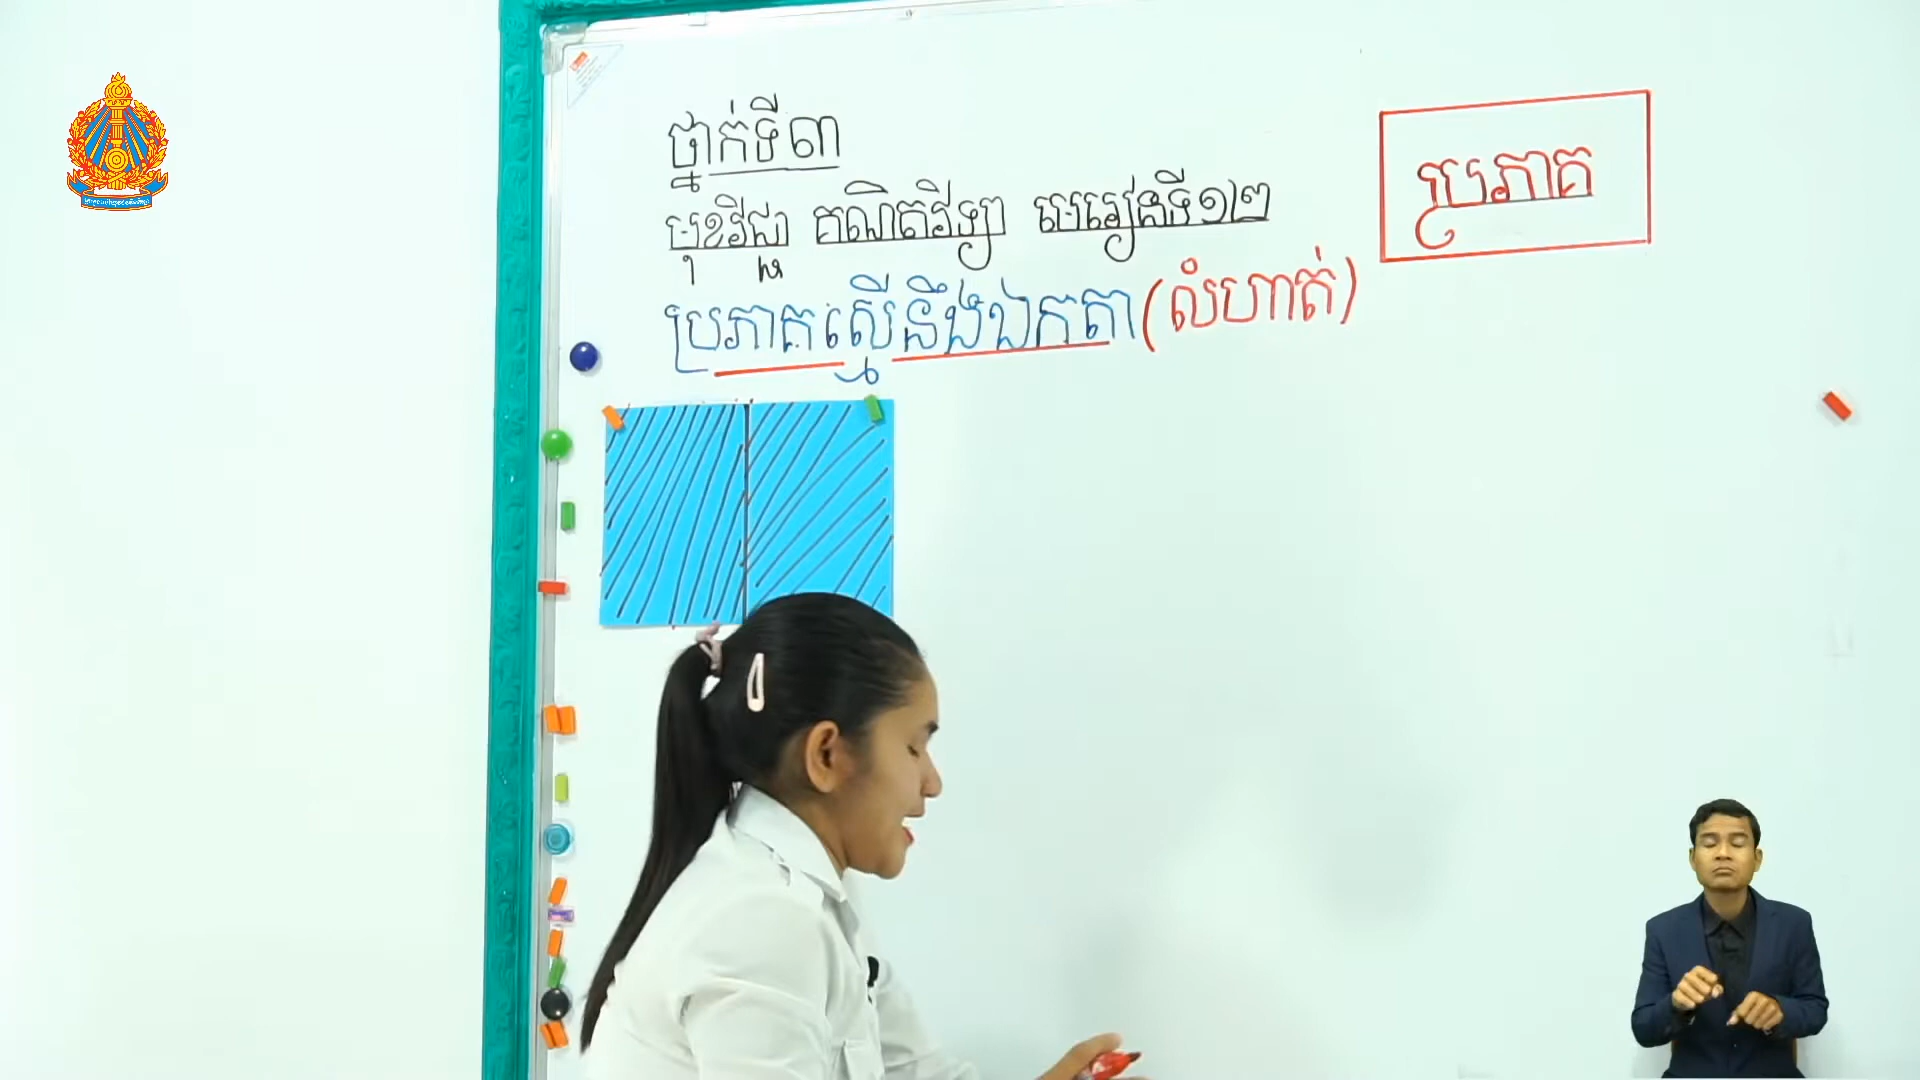 ថ្នាក់ទី៣
មុខវិជ្ជា គណិតវិទ្យា មេរៀនទី១២
ប្រភាគស្មើនឹងឯកតា(លំហាត់)
ប្រភាគ